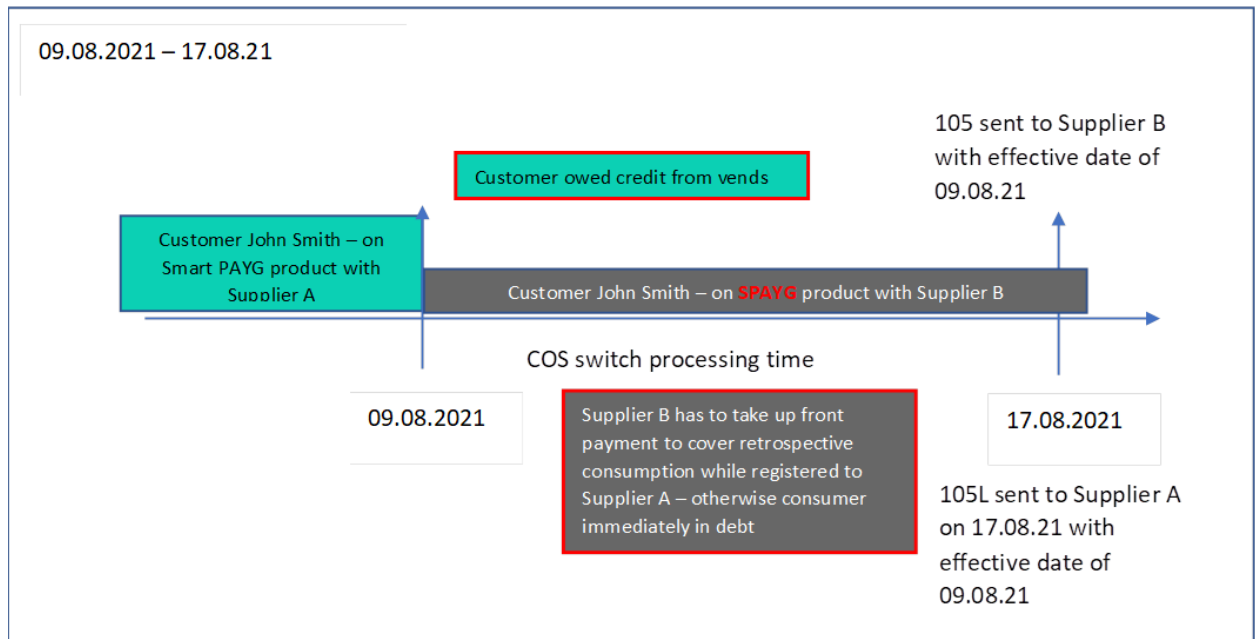 09.08.2021 – 17.08.21
105 sent to Supplier B
with effective date of
09.08.21
Customer owed credit from vends
Customer John Smith – on
Smart PAYG product with
Supplier A
Customer John Smith – on SPAYG product with Supplier B
COS switch processing time
09.08.2021
Supplier B has to take up front
payment to cover retrospective
consumption while registered to
Supplier A – otherwise consumer
immediately in debt
17.08.2021
105L sent to Supplier A
on 17.08.21 with
effective date of
09.08.21